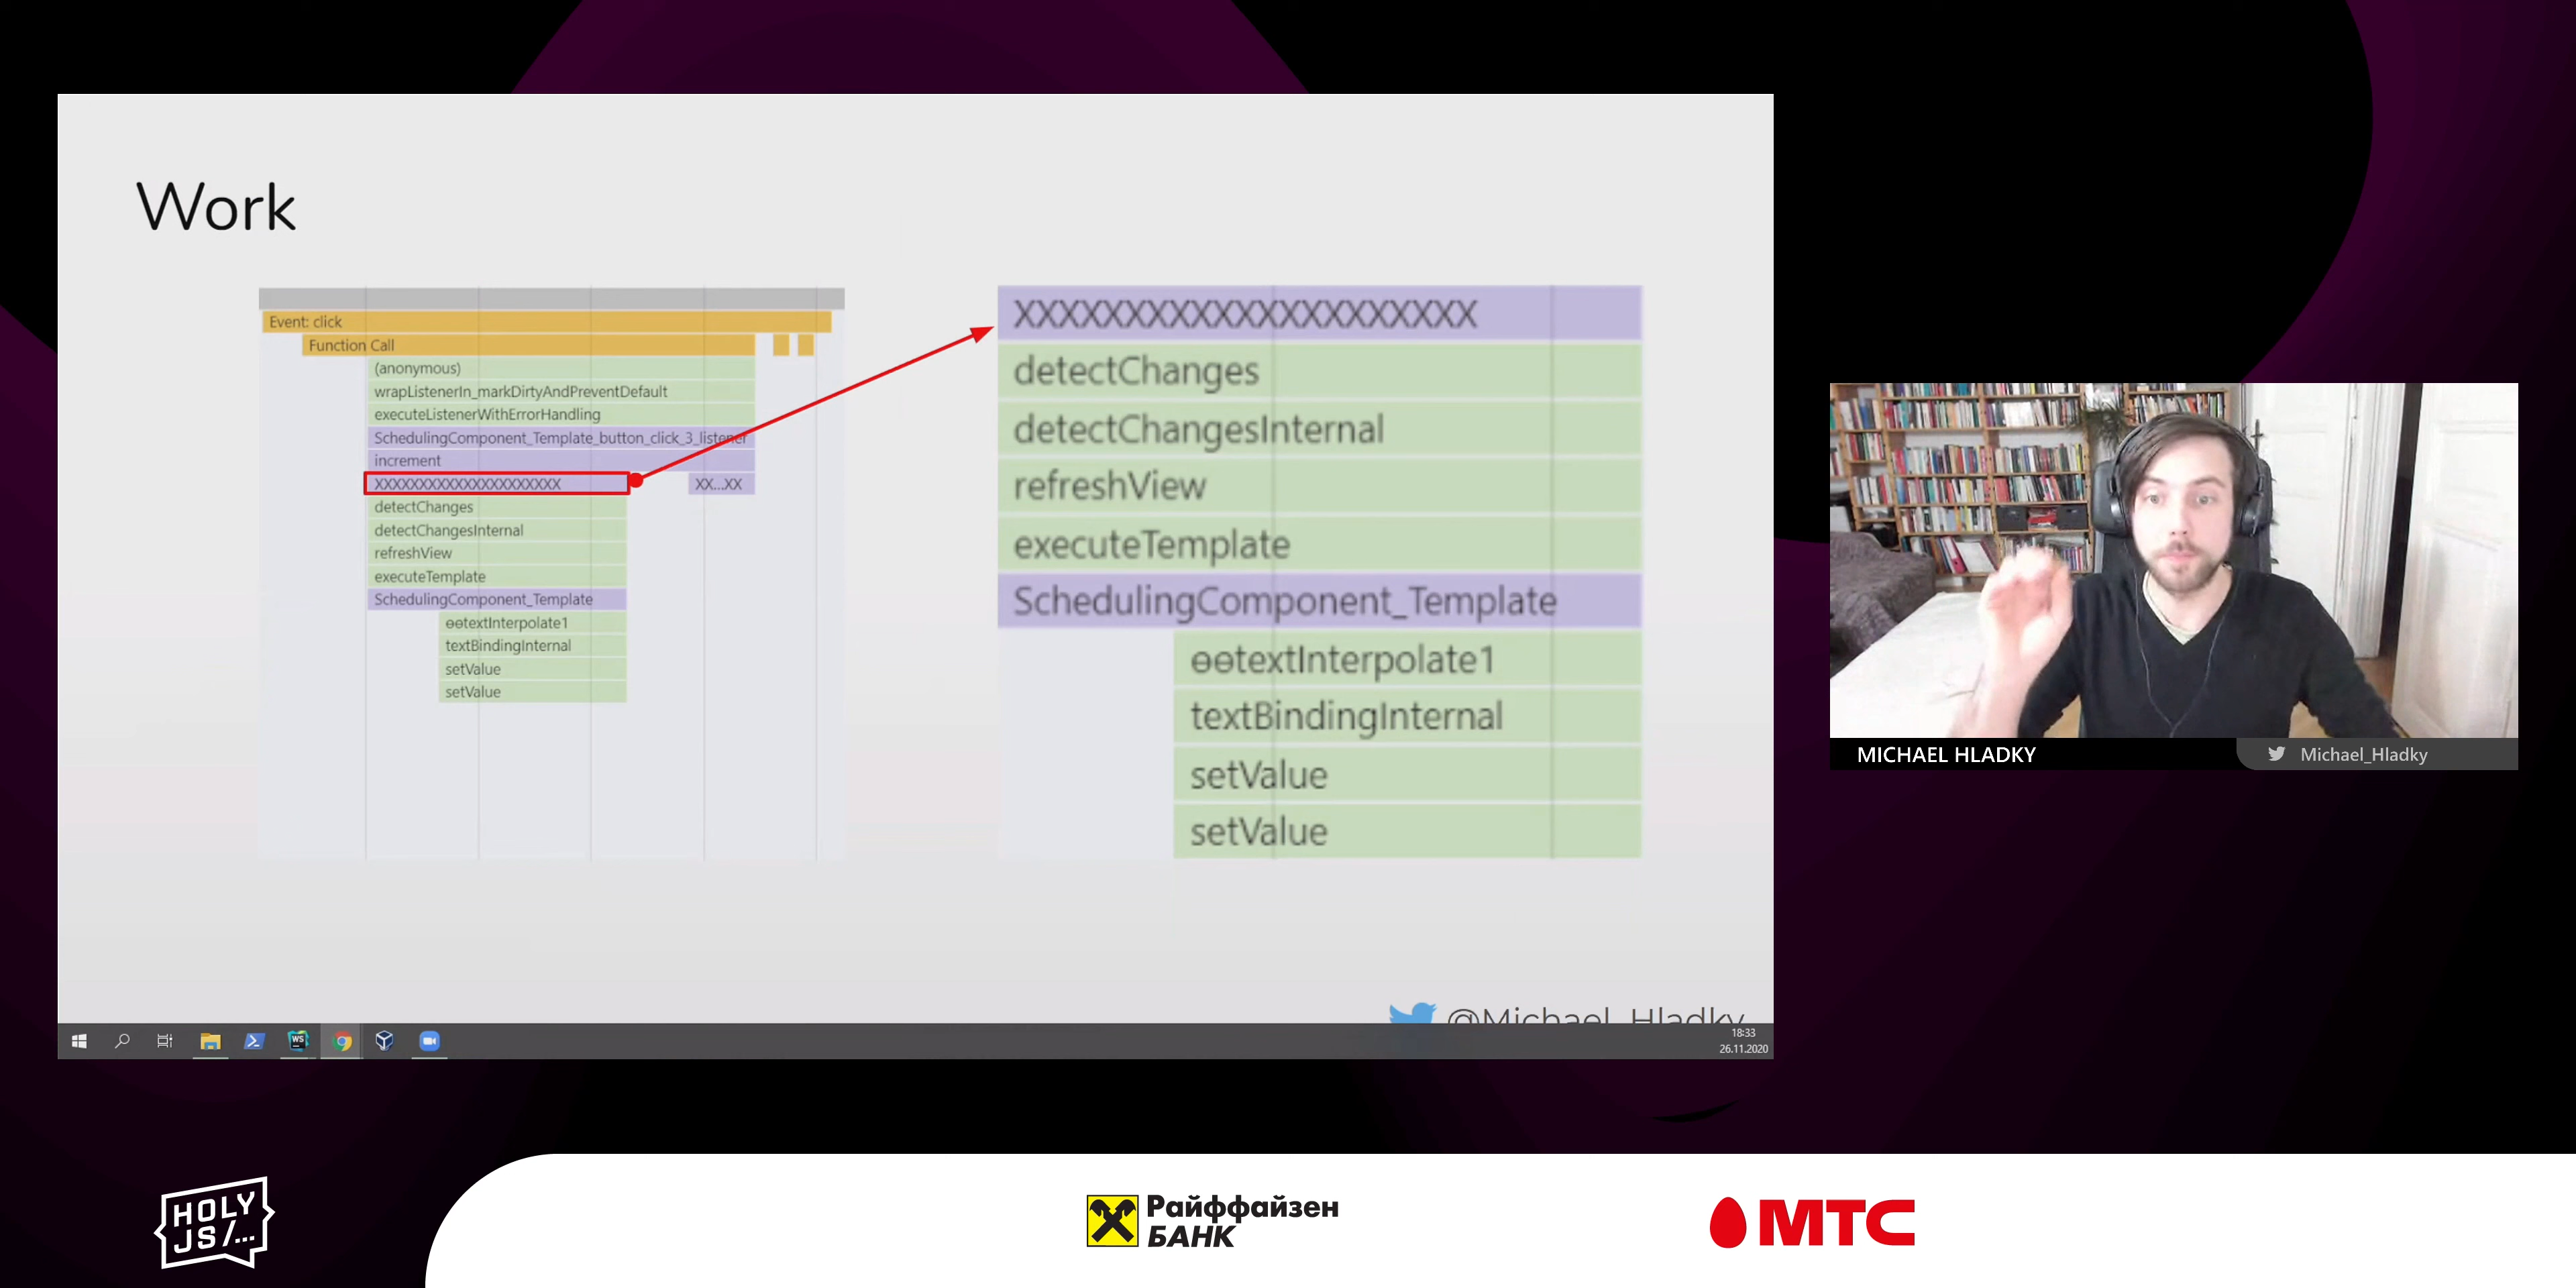 Work
Event: click
Function Call
(anonymous)
wrapListenerIn_markDirtyAndPreventDefault
executeListenerWithErrorHandling
SchedulingComponent_Template_button_click_3_listener
increment
XXXXXXXXXXXXXXXXXXXXX
XX...XX
detectChanges
detectChangesInternal
refreshView
executeTemplate
SchedulingComponent_Template
ɵɵtextInterpolate1
textBindingInternal
setValue
setValue
XXXXXXXXXXXXXXXXXXXXX
detectChanges
detectChangesInternal
refreshView
executeTemplate
SchedulingComponent_Template
ɵɵtextInterpolate1
textBindingInternal
setValue
setValue
@Michael_Hladky
WS
18:33
26.11.2020
MICHAEL HLADKY
Michael_Hladky
HOLY
JS/...
Райффайзен
БАНК
МТС